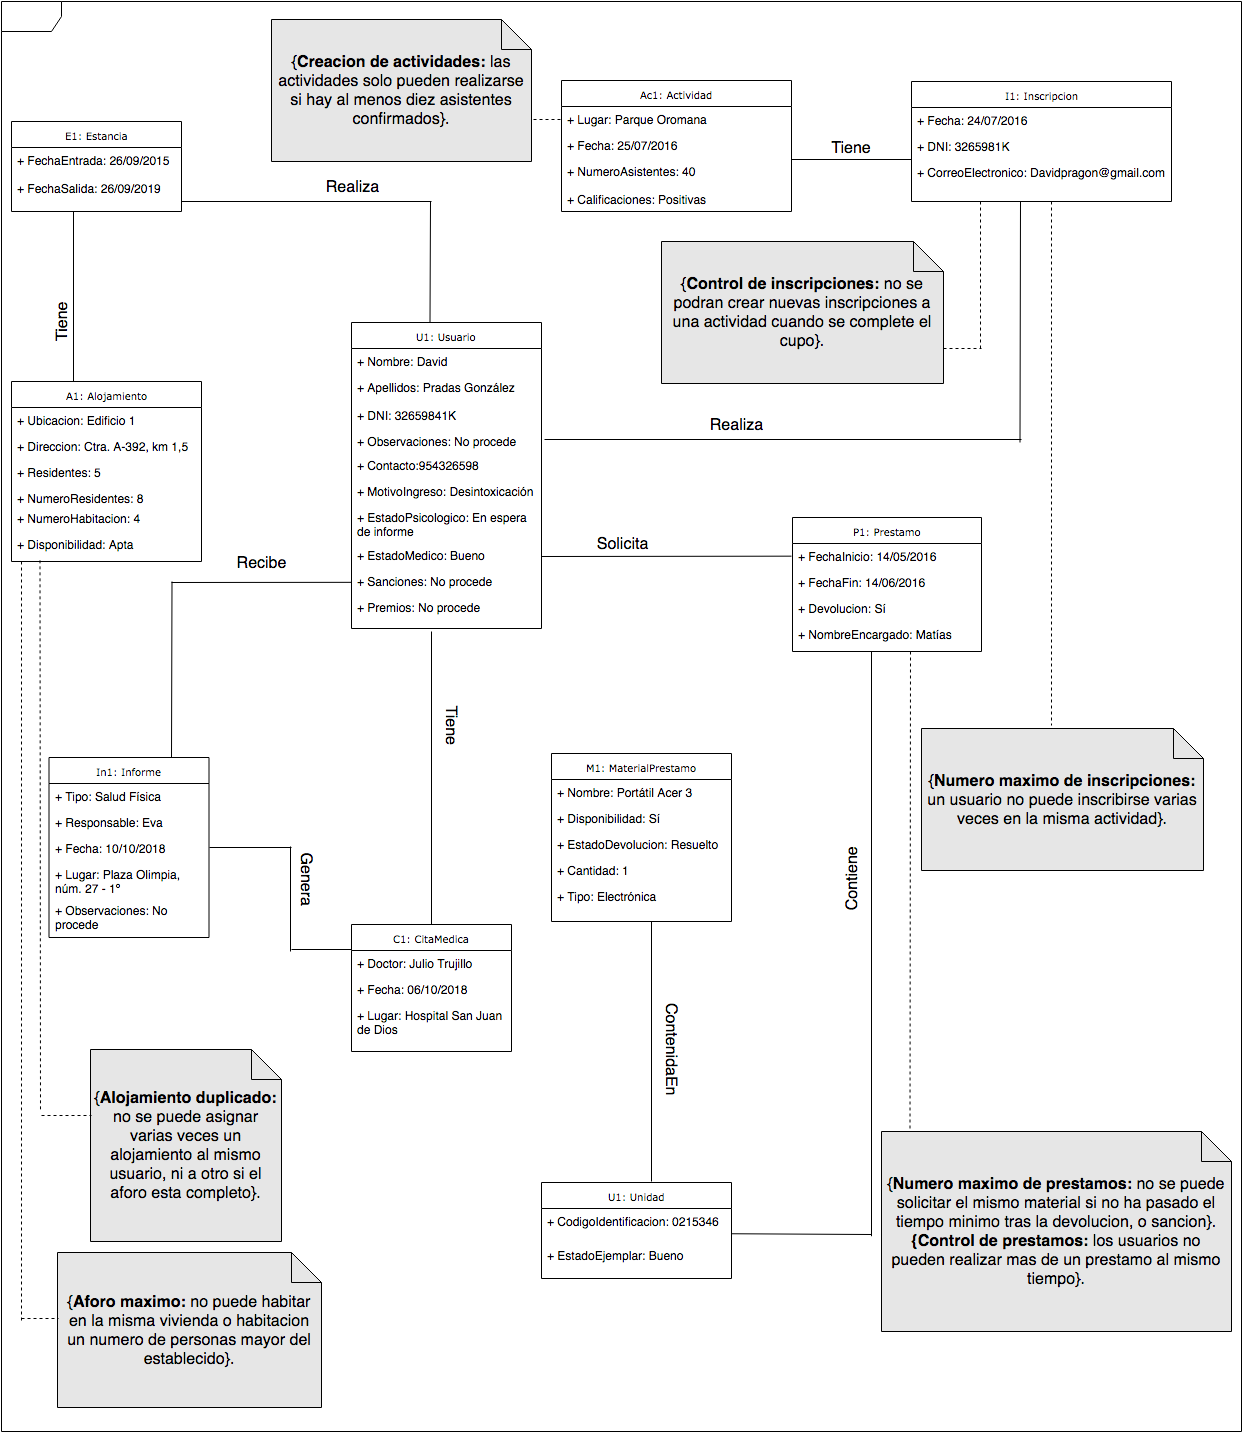 {Creacion de actividades: las
actividades solo pueden realizarse
si hay al menos diez asistentes
confirmados}.
Ac1: Actividad
+ Lugar: Parque Oromana
+ Fecha: 25/07/2016
+ NumeroAsistentes: 40
+ Calificaciones: Positivas
Tiene
I1: Inscripcion
+ Fecha: 24/07/2016
+ DNI: 3265981K
+ CorreoElectronico: Davidpragon@gmail.com
E1: Estancia
+ FechaEntrada: 26/09/2015
+ FechaSalida: 26/09/2019
Realiza
Tiene
{Control de inscripciones: no se
podran crear nuevas inscripciones a
una actividad cuando se complete el
cupo}.
U1: Usuario
+ Nombre: David
+ Apellidos: Pradas González
+ DNI: 32659841K
+ Observaciones: No procede
+ Contacto:954326598
+ MotivoIngreso: Desintoxicación
+ EstadoPsicologico: En espera
de informe
+ EstadoMedico: Bueno
+ Sanciones: No procede
+ Premios: No procede
Realiza
A1: Alojamiento
+ Ubicacion: Edificio 1
+ Direccion: Ctra. A-392, km 1,5
+ Residentes: 5
+ NumeroResidentes: 8
+ NumeroHabitacion: 4
+ Disponibilidad: Apta
Recibe
Solicita
P1: Prestamo
+ FechaInicio: 14/05/2016
+ FechaFin: 14/06/2016
+ Devolucion: Sí
+ NombreEncargado: Matías
Tiene
In1: Informe
+ Tipo: Salud Física
+ Responsable: Eva
+ Fecha: 10/10/2018
+ Lugar: Plaza Olimpia,
núm. 27 - 1º
+ Observaciones: No
procede
Genera
M1: MaterialPrestamo
+ Nombre: Portátil Acer 3
+ Disponibilidad: Sí
+ EstadoDevolucion: Resuelto
+ Cantidad: 1
+ Tipo: Electrónica
Contiene
{Numero maximo de inscripciones:
un usuario no puede inscribirse varias
veces en la misma actividad}.
C1: CitaMedica
+ Doctor: Julio Trujillo
+ Fecha: 06/10/2018
+ Lugar: Hospital San Juan
de Dios
ContenidaEn
{Alojamiento duplicado:
no se puede asignar
varias veces un
alojamiento al mismo
usuario, ni a otro si el
aforo esta completo}.
U1: Unidad
+ CodigoIdentificacion: 0215346
+ EstadoEjemplar: Bueno
{Numero maximo de prestamos: no se puede
solicitar el mismo material si no ha pasado el
tiempo minimo tras la devolucion, o sancion}.
{Control de prestamos: los usuarios no
pueden realizar mas de un prestamo al mismo
tiempo}.
{Aforo maximo: no puede habitar
en la misma vivienda o habitacion
un numero de personas mayor del
establecido}.